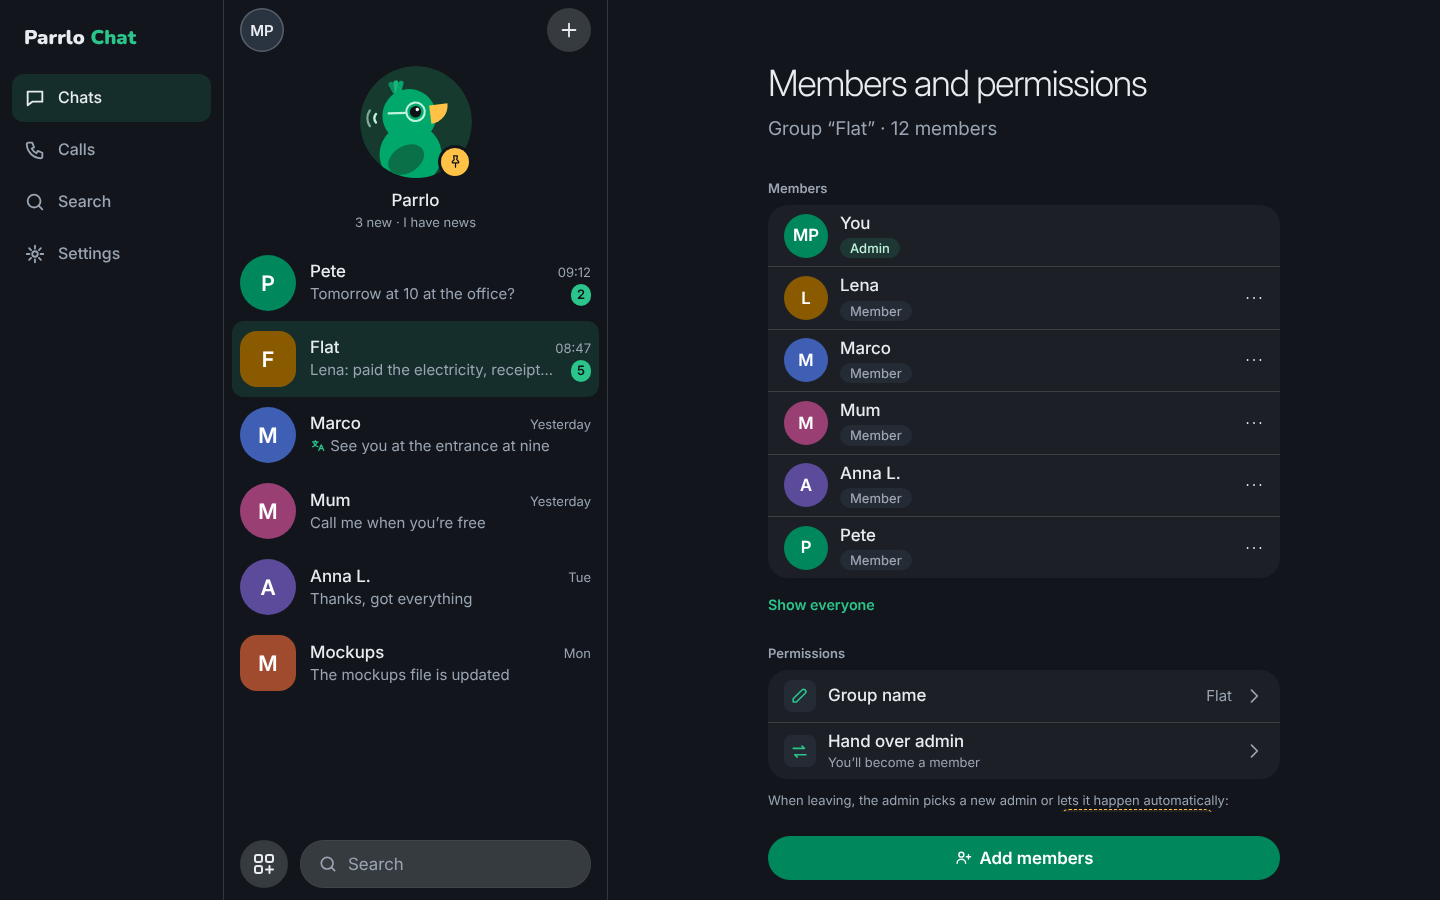 Parrlo Chat
Chats
Calls
Search
Settings
MP
Parrlo
3 new · I have news
P
Pete
09:12
Tomorrow at 10 at the office?
2
F
Flat
08:47
Lena: paid the electricity, receipt…
5
M
Marco
Yesterday
See you at the entrance at nine
M
Mum
Yesterday
Call me when you’re free
A
Anna L.
Tue
Thanks, got everything
M
Mockups
Mon
The mockups file is updated
Search
Members and permissions
Group “Flat” · 12 members
Members
MP
You
Admin
L
Lena
Member
M
Marco
Member
M
Mum
Member
A
Anna L.
Member
P
Pete
Member
Show everyone
Permissions
Group name
Flat
Hand over admin
You’ll become a member
When leaving, the admin picks a new admin or lets it happen automatically:
Add members